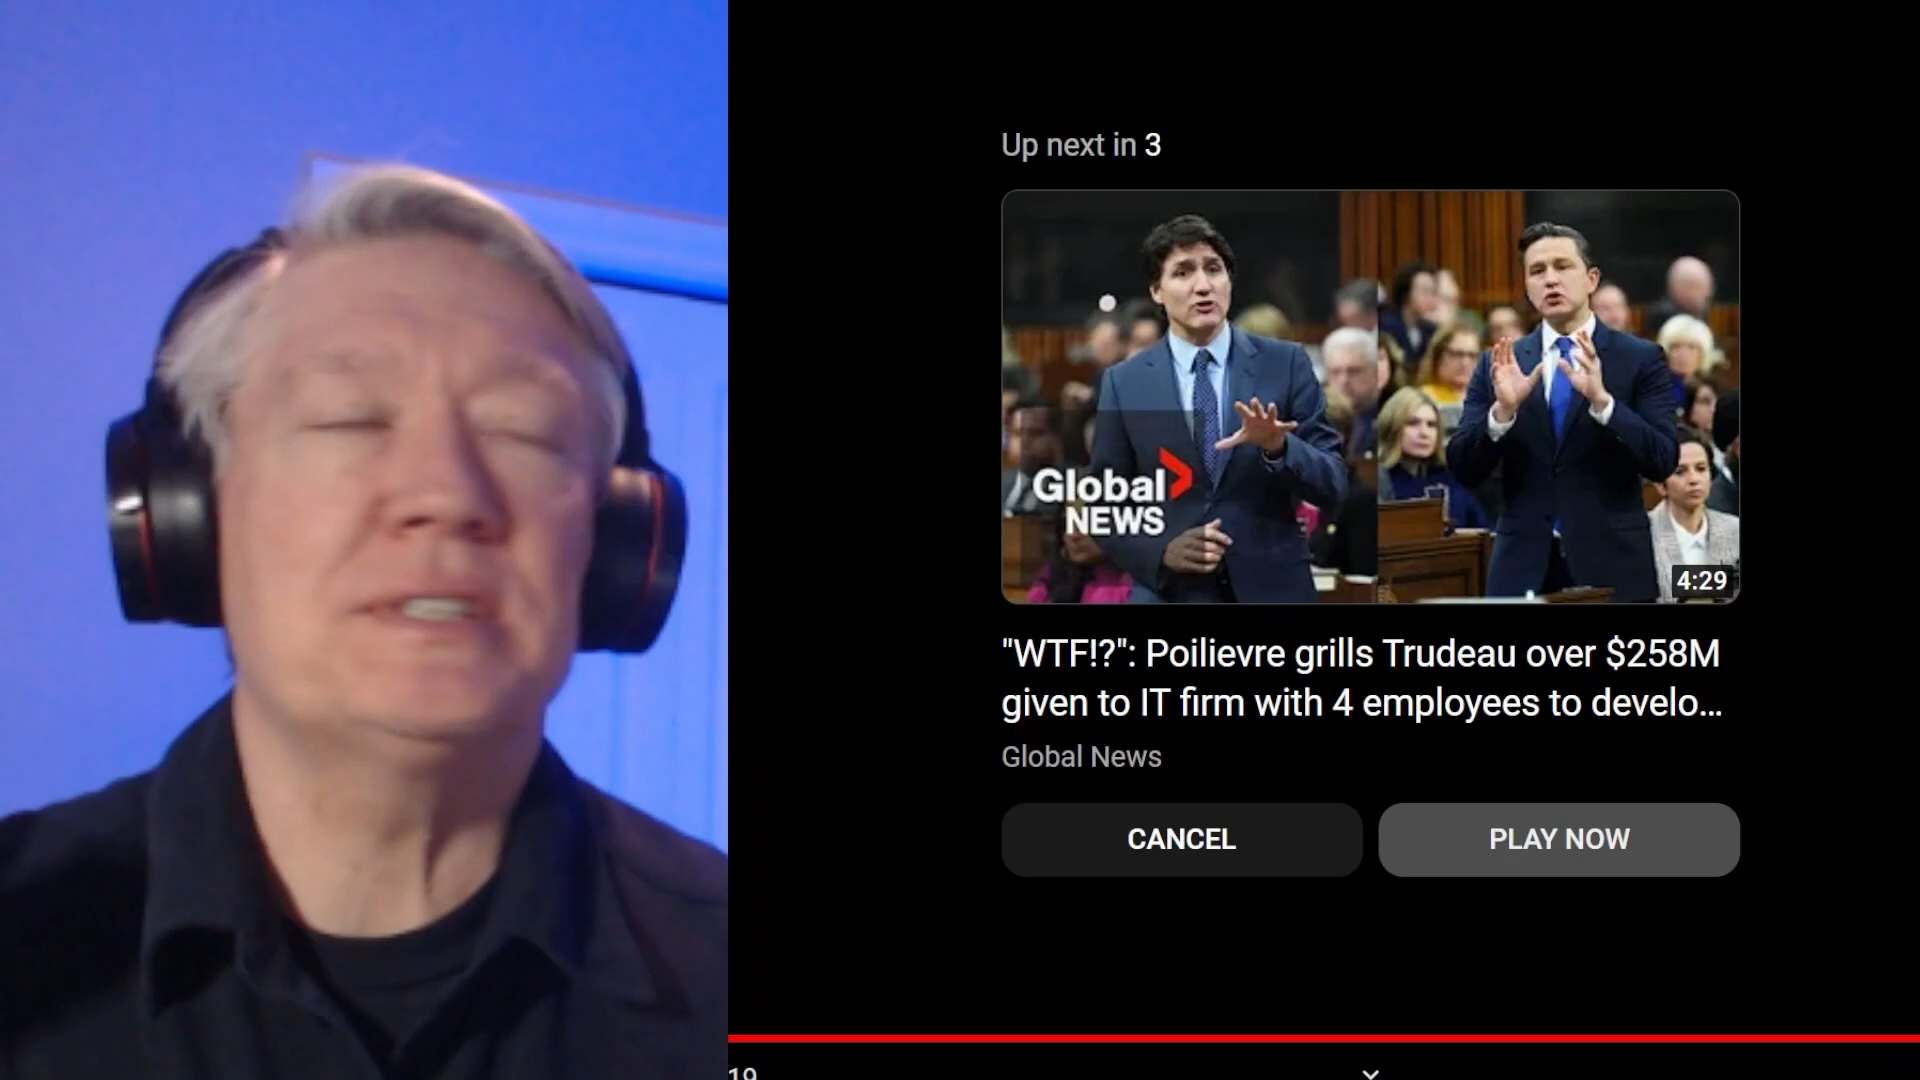 Up next in 3
Global
NEWS
4:29
"WTF!?": Poilievre grills Trudeau over $258M
given to IT firm with 4 employees to develo...
Global News
CANCEL
PLAY NOW
19